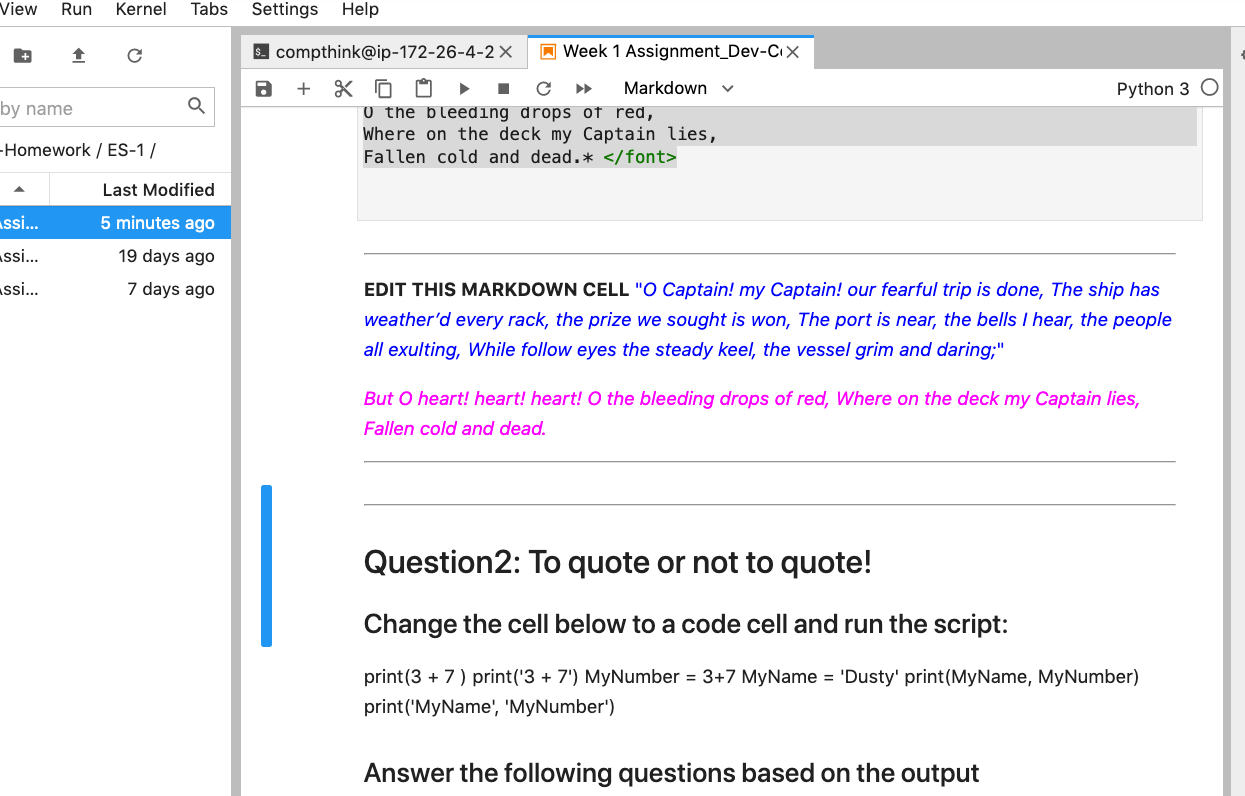 View Run Kernel Tabs Settings Help
compthink@ip-172-26-4-2
Week 1 Assignment_Dev-C
Markdown
Python 3
by name
-Homework / ES-1 /
Last Modified
Assi... 5 minutes ago
Assi... 19 days ago
Assi... 7 days ago
O the bleeding drops of red,
Where on the deck my Captain lies,
Fallen cold and dead.* </font>
EDIT THIS MARKDOWN CELL "O Captain! my Captain! our fearful trip is done, The ship has
weather’d every rack, the prize we sought is won, The port is near, the bells I hear, the people
all exulting, While follow eyes the steady keel, the vessel grim and daring;"
But O heart! heart! heart! O the bleeding drops of red, Where on the deck my Captain lies,
Fallen cold and dead.
Question2: To quote or not to quote!
Change the cell below to a code cell and run the script:
print(3 + 7 ) print('3 + 7') MyNumber = 3+7 MyName = 'Dusty' print(MyName, MyNumber)
print('MyName', 'MyNumber')
Answer the following questions based on the output